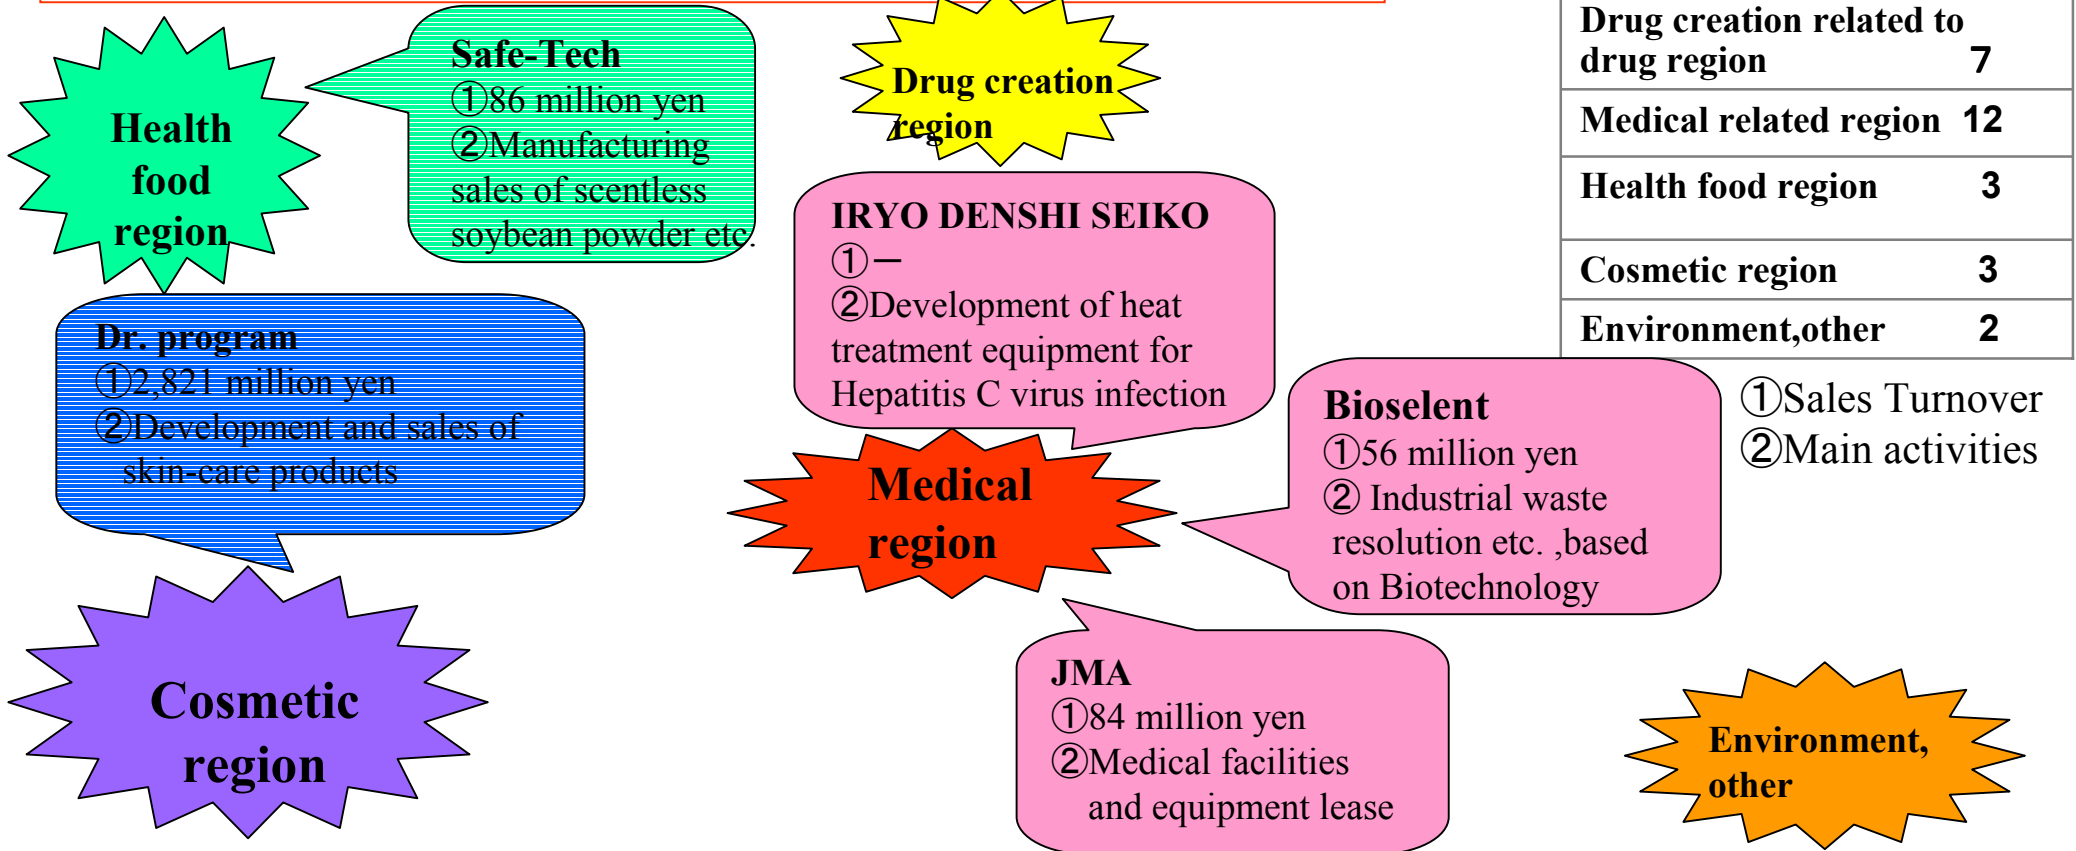 Health
food
region
Safe-Tech
①86 million yen
②Manufacturing
sales of scentless
soybean powder etc.
Drug creation
region
Drug creation related to
drug region 7
Medical related region 12
Health food region 3
Cosmetic region 3
Environment,other 2
①Sales Turnover
②Main activities
IRYO DENSHI SEIKO
①－
②Development of heat
treatment equipment for
Hepatitis C virus infection
Dr. program
①2,821 million yen
②Development and sales of
skin-care products
Medical
region
Bioselent
①56 million yen
② Industrial waste
resolution etc. ,based
on Biotechnology
Cosmetic
region
JMA
①84 million yen
②Medical facilities
and equipment lease
Environment,
other